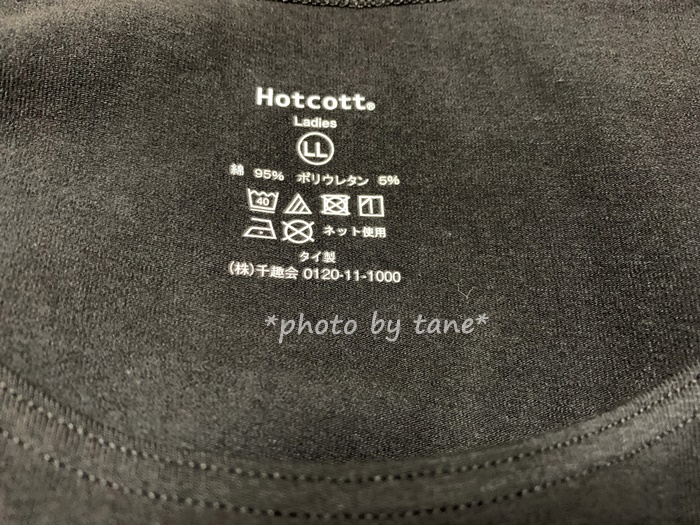 Hotcott®
Ladies
LL
綿 95% ポリウレタン 5%
40
ネット使用
タイ製
(株)千趣会 0120-11-1000
*photo by tane*